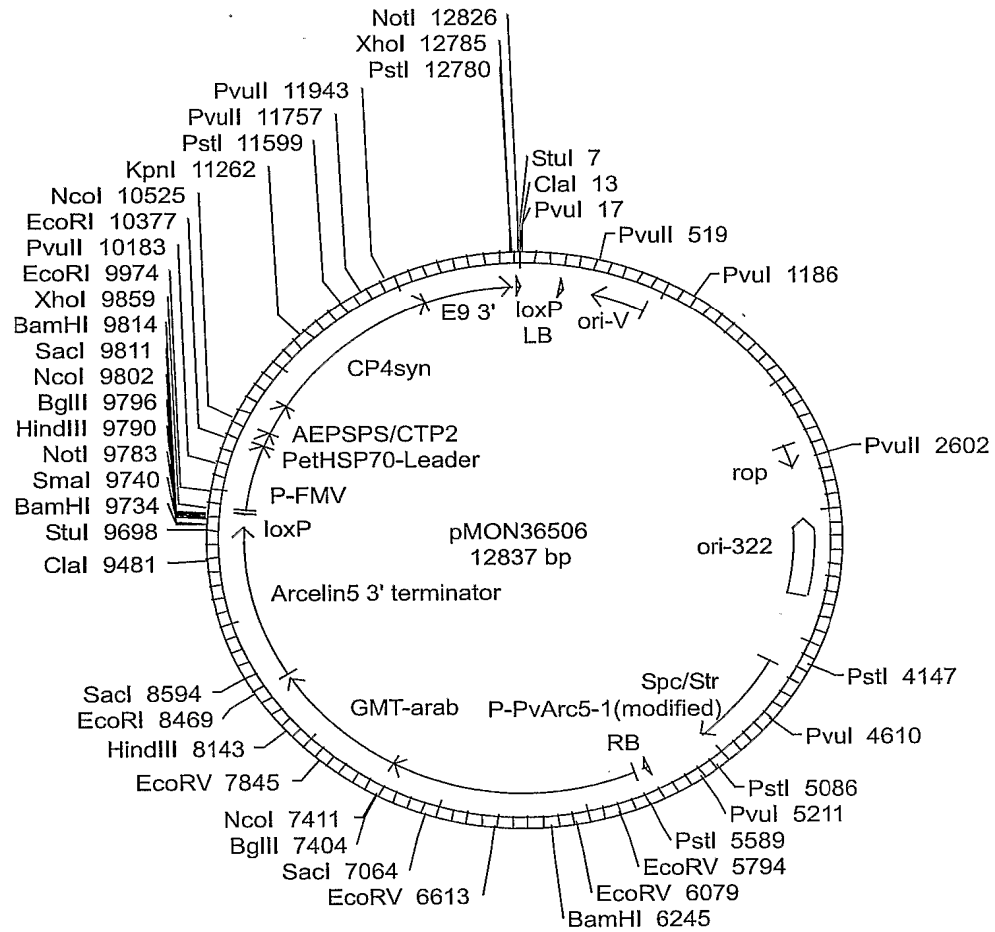 NotI 12826
XhoI 12785
PstI 12780
PvuII 11943
PvuII 11757
PstI 11599
KpnI 11262
NcoI 10525
EcoRI 10377
PvuII 10183
EcoRI 9974
XhoI 9859
BamHI 9814
SacI 9811
NcoI 9802
BglII 9796
HindIII 9790
NotI 9783
SmaI 9740
BamHI 9734
StuI 9698
ClaI 9481
SacI 8594
EcoRI 8469
HindIII 8143
EcoRV 7845
NcoI 7411
BglII 7404
SacI 7064
EcoRV 6613
StuI 7
ClaI 13
PvuI 17
PvuII 519
PvuI 1186
PvuII 2602
PstI 4147
PvuI 4610
PstI 5086
PvuI 5211
PstI 5589
EcoRV 5794
EcoRV 6079
BamHI 6245
E9 3'
loxP
LB
ori-V
CP4syn
AEPSPS/CTP2
PetHSP70-Leader
P-FMV
loxP
rop
ori-322
pMON36506
12837 bp
Arcelin5 3' terminator
GMT-arab
Spc/Str
P-PvArc5-1(modified)
RB